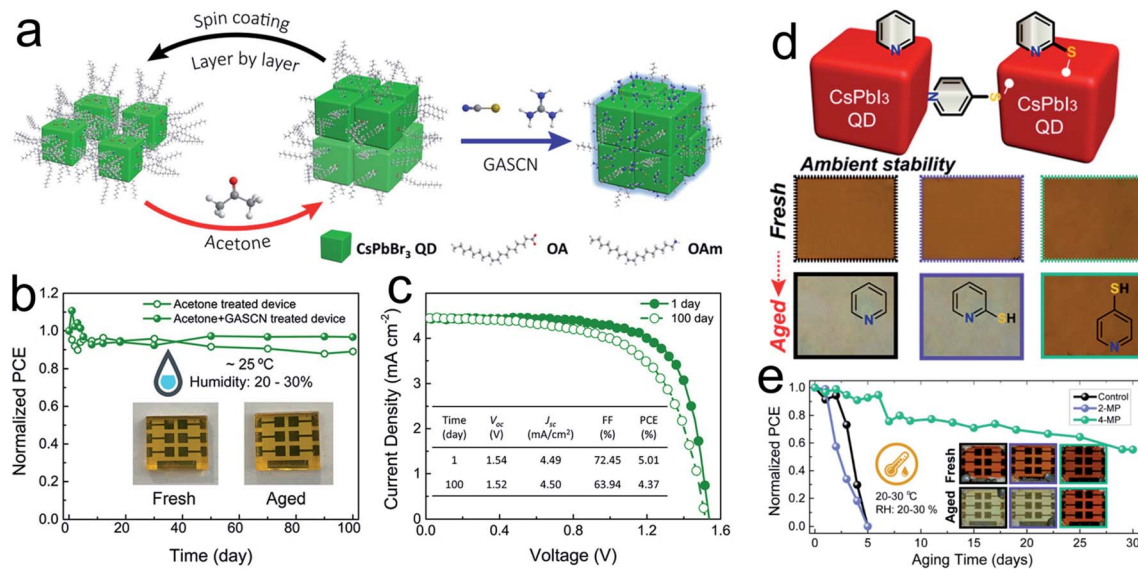 a
Spin coating
Layer by layer
Acetone
GASCN
CsPbBr₃ QD
OA
OAm
b
Normalized PCE
1.2
1.0
0.8
0.6
0.4
0.2
0.0
Acetone treated device
Acetone+GASCN treated device
~ 25 ºC
Humidity: 20 - 30%
Fresh
Aged
0 20 40 60 80 100
Time (day)
c
Current Density (mA cm⁻²)
6
5
4
3
2
1
0
1 day
100 day
Time (day) Voc (V) Jsc (mA/cm²) FF (%) PCE (%)
1 1.54 4.49 72.45 5.01
100 1.52 4.50 63.94 4.37
0.0 0.4 0.8 1.2 1.6
Voltage (V)
d
N
N
S
N
S
CsPbI₃
QD
CsPbI₃
QD
Ambient stability
Fresh
Aged
N
N
SH
SH
N
e
Normalized PCE
1.0
0.8
0.6
0.4
0.2
0.0
Control
2-MP
4-MP
20-30 ºC
RH: 20-30 %
Fresh
Aged
0 5 10 15 20 25 30
Aging Time (days)